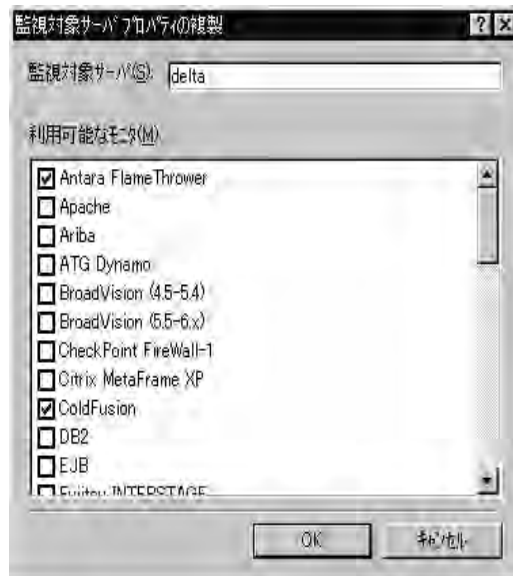 監視対象サーバ プロパティの複製
監視対象サーバ(S): delta
利用可能なモニタ(M)
Antara FlameThrower
Apache
Ariba
ATG Dynamo
BroadVision (4.5-5.4)
BroadVision (5.5-6.x)
CheckPoint FireWall-1
Citrix MetaFrame XP
ColdFusion
DB2
EJB
Fujitsu INTERSTAGE
OK キャンセル